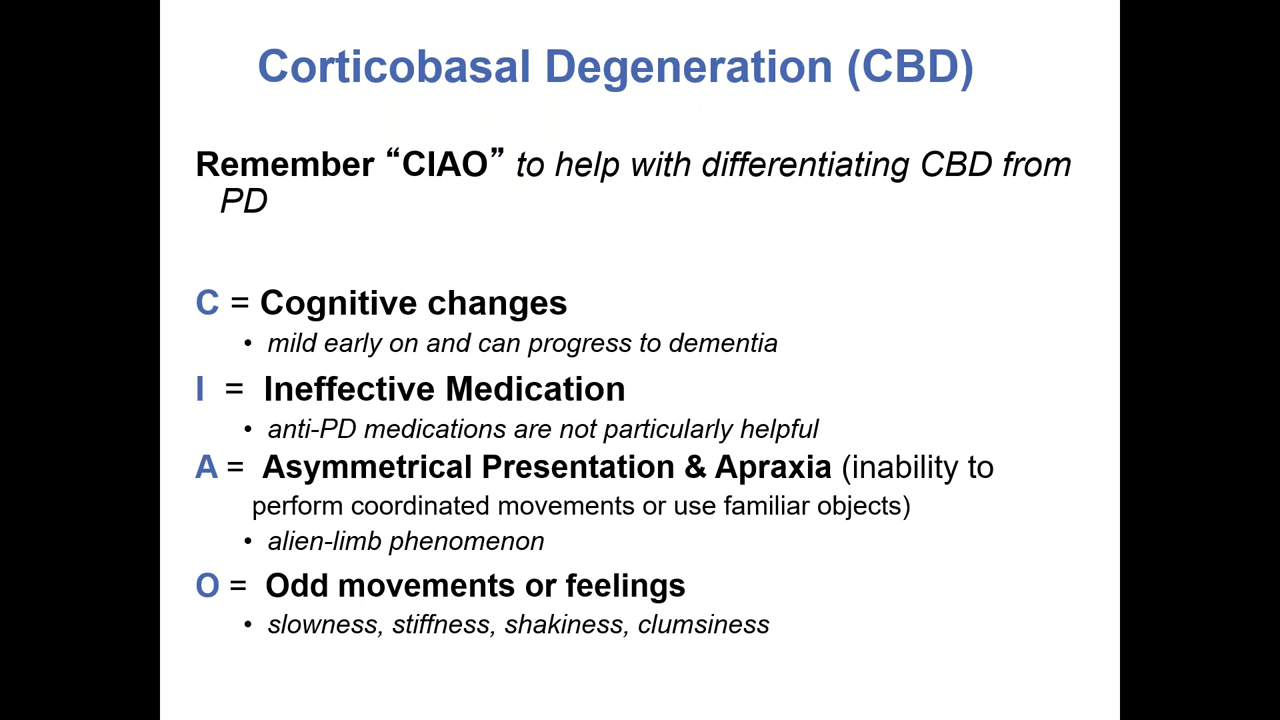 Corticobasal Degeneration (CBD)
Remember “CIAO” to help with differentiating CBD from
PD
C = Cognitive changes
• mild early on and can progress to dementia
I = Ineffective Medication
• anti-PD medications are not particularly helpful
A = Asymmetrical Presentation & Apraxia (inability to
perform coordinated movements or use familiar objects)
• alien-limb phenomenon
O = Odd movements or feelings
• slowness, stiffness, shakiness, clumsiness